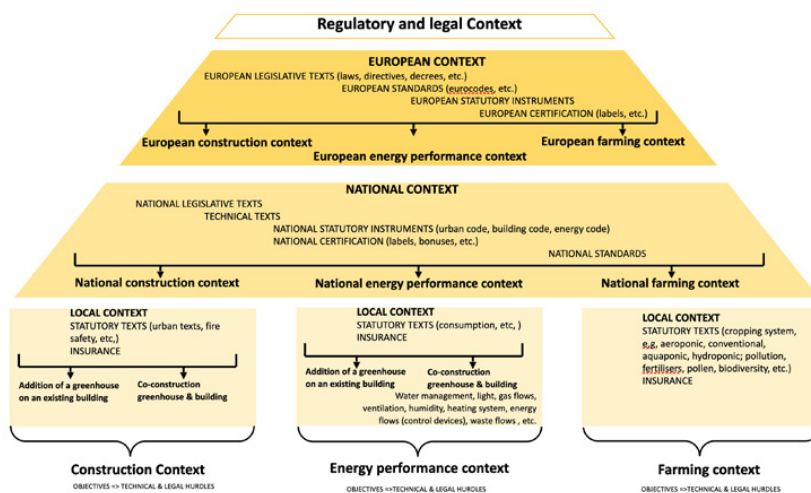 Regulatory and legal Context
EUROPEAN CONTEXT
EUROPEAN LEGISLATIVE TEXTS (laws, directives, decrees, etc.)
EUROPEAN STANDARDS (eurocodes, etc.)
EUROPEAN STATUTORY INSTRUMENTS
EUROPEAN CERTIFICATION (labels, etc.)
European construction context
European energy performance context
European farming context
NATIONAL CONTEXT
NATIONAL LEGISLATIVE TEXTS
TECHNICAL TEXTS
NATIONAL STATUTORY INSTRUMENTS (urban code, building code, energy code)
NATIONAL CERTIFICATION (labels, bonuses, etc.)
NATIONAL STANDARDS
National construction context
National energy performance context
National farming context
LOCAL CONTEXT
STATUTORY TEXTS (urban texts, fire
safety, etc,)
INSURANCE
Addition of a greenhouse
on an existing building
Co-construction
greenhouse & building
LOCAL CONTEXT
STATUTORY TEXTS (consumption, etc, )
INSURANCE
Addition of a greenhouse
on an existing building
Co-construction
greenhouse & building
Water management, light, gas flows,
ventilation, humidity, heating system, energy
flows (control devices), waste flows , etc.
LOCAL CONTEXT
STATUTORY TEXTS (cropping system,
e,g, aeroponic, conventional,
aquaponic, hydroponic; pollution,
fertilisers, pollen, biodiversity, etc.)
INSURANCE
Construction Context
OBJECTIVES => TECHNICAL & LEGAL HURDLES
Energy performance context
OBJECTIVES =>TECHNICAL & LEGAL HURDLES
Farming context
OBJECTIVES =>TECHNICAL & LEGAL HURDLES